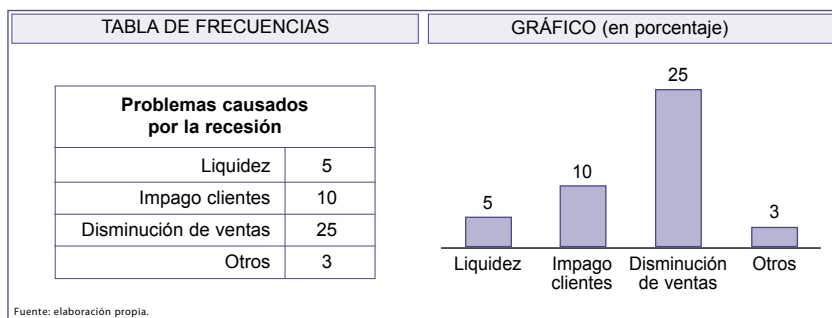 TABLA DE FRECUENCIAS
Problemas causados
por la recesión
Liquidez 5
Impago clientes 10
Disminución de ventas 25
Otros 3
Fuente: elaboración propia.
GRÁFICO (en porcentaje)
5
10
25
3
Liquidez
Impago
clientes
Disminución
de ventas
Otros